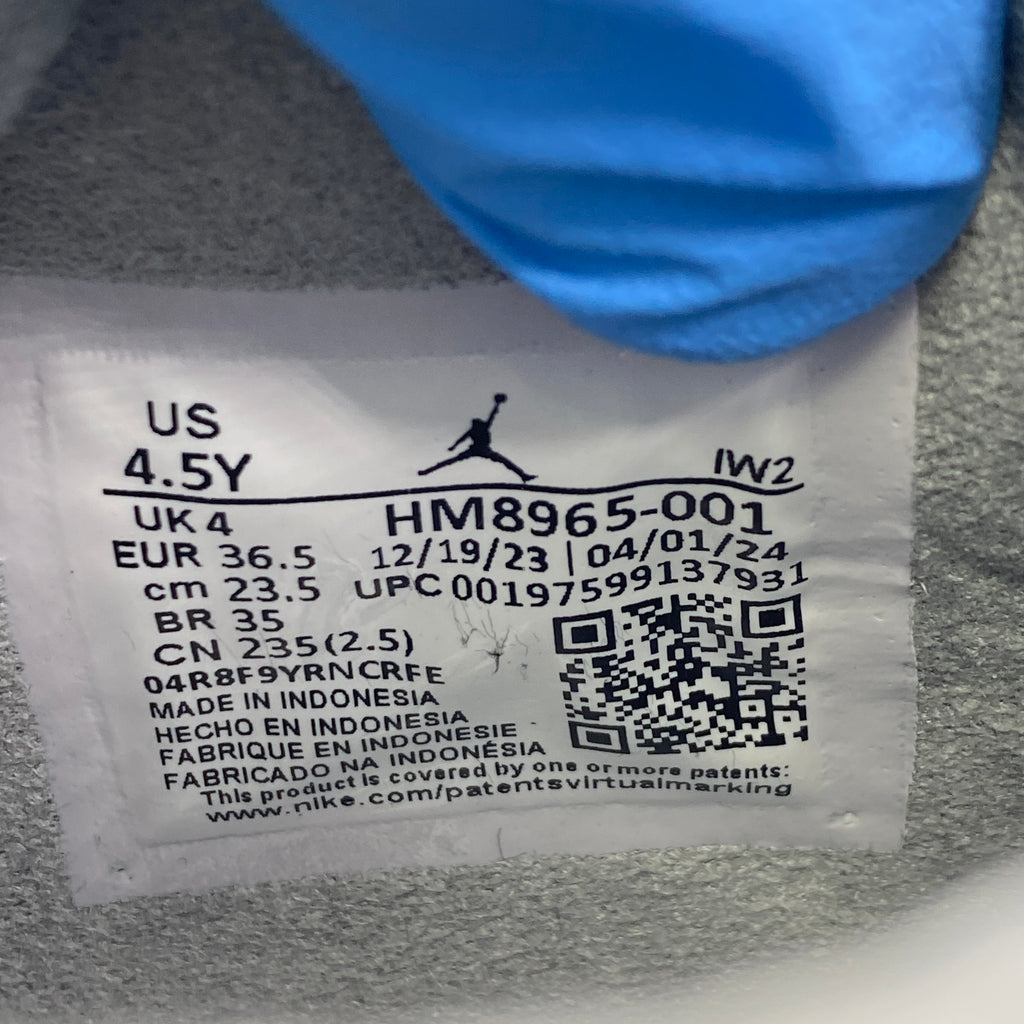 US
4.5Y
IW2
UK 4
HM8965-001
EUR 36.5
12/19/23 | 04/01/24
cm 23.5
UPC 00197599137931
BR 35
CN 235(2.5)
04R8F9YRNCRFE
MADE IN INDONESIA
HECHO EN INDONESIA
FABRIQUE EN INDONESIE
FABRICADO NA INDONÉSIA
This product is covered by one or more patents:
www.nike.com/patentsvirtualmarking